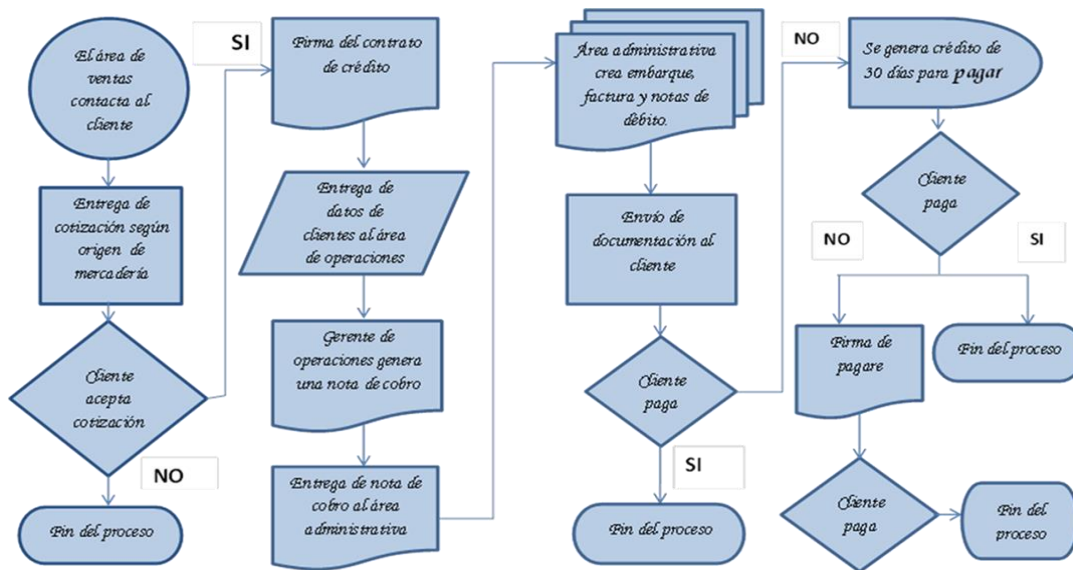 El área de
ventas
contacta al
cliente
Entrega de
cotización según
origen de
mercadería
Cliente
acepta
cotización
NO
Fin del proceso
SI
Firma del contrato
de crédito
Entrega de
datos de
clientes al área
de operaciones
Gerente de
operaciones genera
una nota de cobro
Entrega de nota de
cobro al área
administrativa
Área administrativa
crea embarque,
factura y notas de
débito.
Envío de
documentación al
cliente
Cliente
paga
SI
Fin del proceso
NO
Se genera crédito de
30 días para pagar
Cliente
paga
NO
SI
Firma de
pagare
Fin del proceso
Cliente
paga
Fin del
proceso